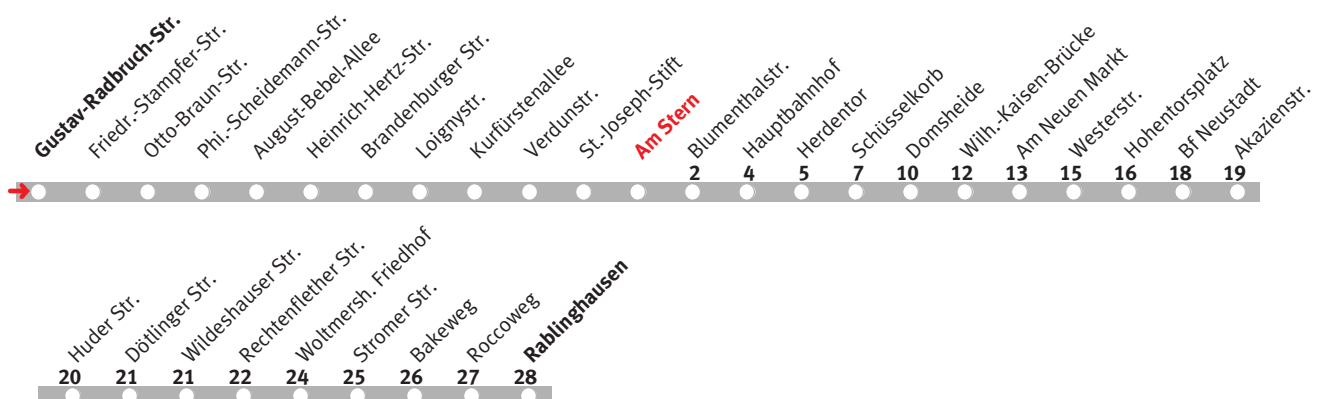 Gustav-Radbruch-Str.
Friedr.-Stampfer-Str.
Otto-Braun-Str.
Phi.-Scheidemann-Str.
August-Bebel-Allee
Heinrich-Hertz-Str.
Brandenburger Str.
Loignystr.
Kurfürstenallee
Verdunstr.
St.-Joseph-Stift
Am Stern
Blumenthalstr.
2
Hauptbahnhof
4
Herdentor
5
Schüsselkorb
7
Domsheide
10
Wilh.-Kaisen-Brücke
12
Am Neuen Markt
13
Westerstr.
15
Hohentorsplatz
16
Bf Neustadt
18
Akazienstr.
19
Huder Str.
20
Dötlinger Str.
21
Wildeshauser Str.
21
Rechtenflether Str.
22
Woltmersh. Friedhof
24
Stromer Str.
25
Bakeweg
26
Roccoweg
27
Rablinghausen
28